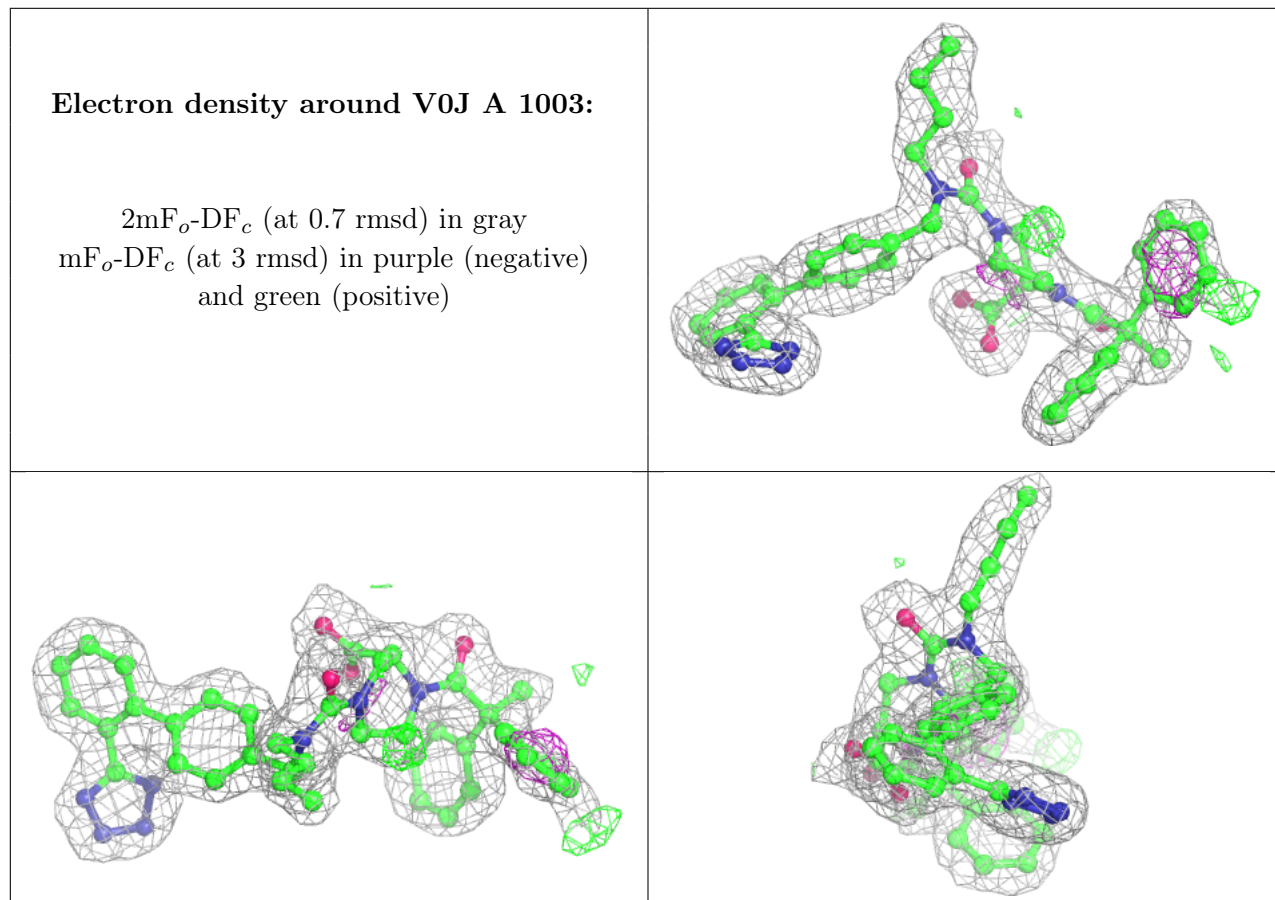 Electron density around V0J A 1003:
2mFo-DFc (at 0.7 rmsd) in gray
mFo-DFc (at 3 rmsd) in purple (negative)
and green (positive)